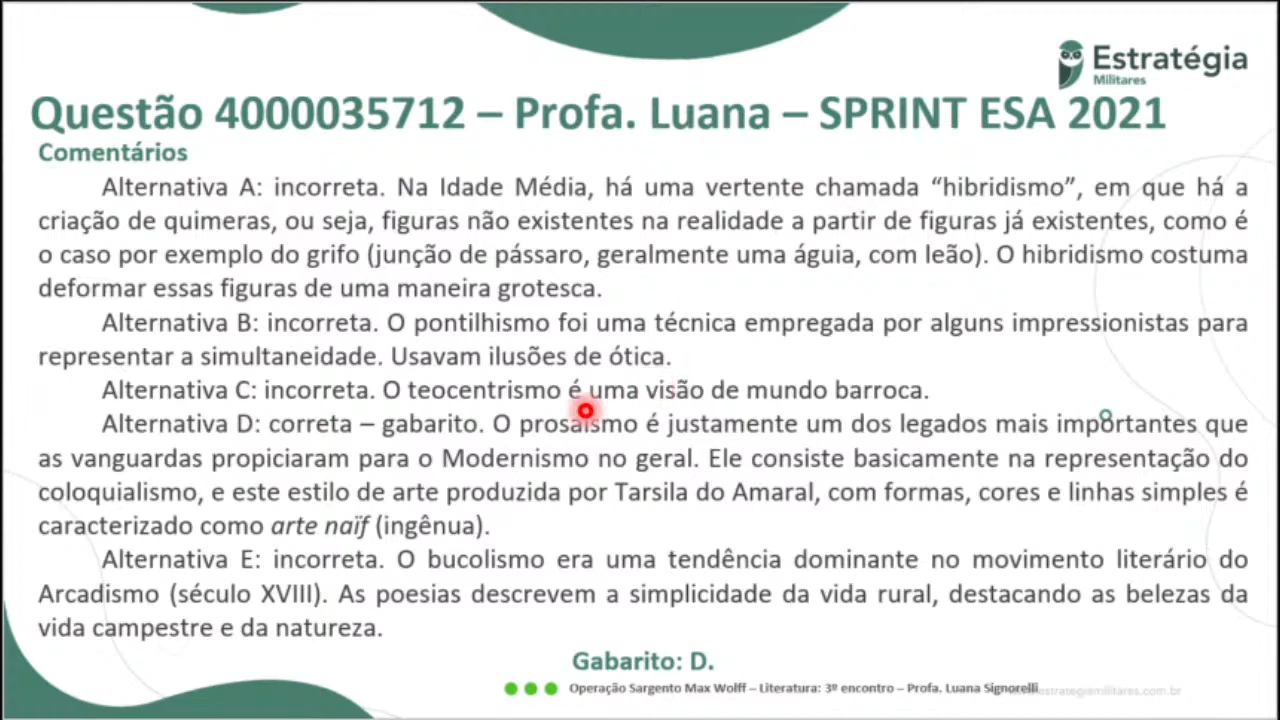 Estratégia
Militares
Questão 4000035712 – Profa. Luana – SPRINT ESA 2021
Comentários
Alternativa A: incorreta. Na Idade Média, há uma vertente chamada “hibridismo”, em que há a
criação de quimeras, ou seja, figuras não existentes na realidade a partir de figuras já existentes, como é
o caso por exemplo do grifo (junção de pássaro, geralmente uma águia, com leão). O hibridismo costuma
deformar essas figuras de uma maneira grotesca.
Alternativa B: incorreta. O pontilhismo foi uma técnica empregada por alguns impressionistas para
representar a simultaneidade. Usavam ilusões de ótica.
Alternativa C: incorreta. O teocentrismo é uma visão de mundo barroca.
Alternativa D: correta – gabarito. O prosaísmo é justamente um dos legados mais importantes que
as vanguardas propiciaram para o Modernismo no geral. Ele consiste basicamente na representação do
coloquialismo, e este estilo de arte produzida por Tarsila do Amaral, com formas, cores e linhas simples é
caracterizado como arte naïf (ingênua).
Alternativa E: incorreta. O bucolismo era uma tendência dominante no movimento literário do
Arcadismo (século XVIII). As poesias descrevem a simplicidade da vida rural, destacando as belezas da
vida campestre e da natureza.
Gabarito: D.
Operação Sargento Max Wolff – Literatura: 3º encontro – Profa. Luana Signorelli